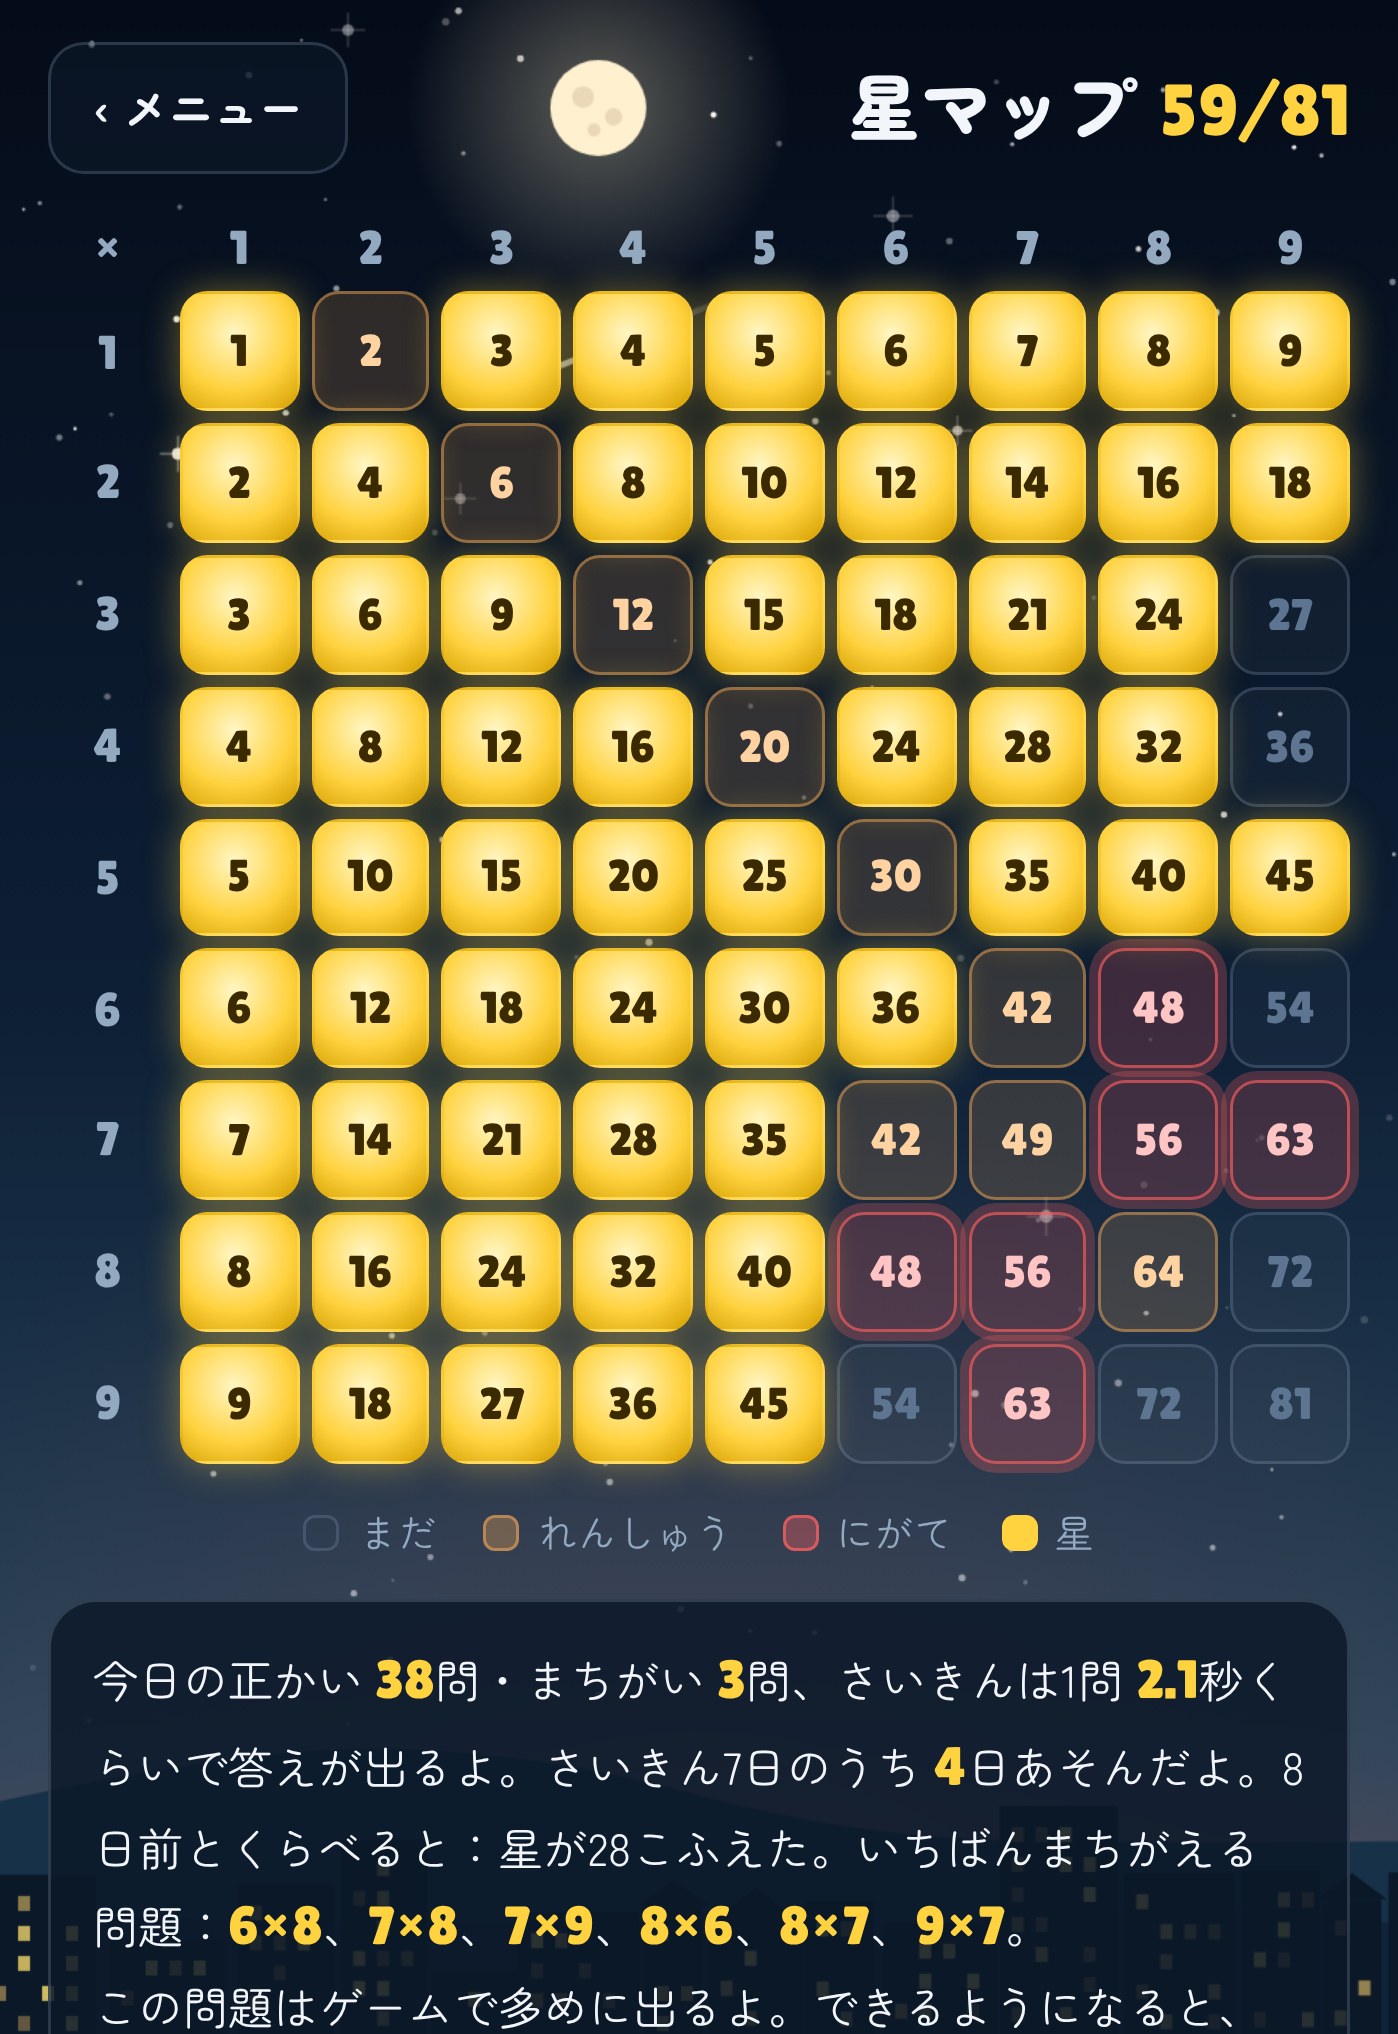 ‹ メニュー
星マップ 59/81
× 1 2 3 4 5 6 7 8 9
1 1 2 3 4 5 6 7 8 9
2 2 4 6 8 10 12 14 16 18
3 3 6 9 12 15 18 21 24 27
4 4 8 12 16 20 24 28 32 36
5 5 10 15 20 25 30 35 40 45
6 6 12 18 24 30 36 42 48 54
7 7 14 21 28 35 42 49 56 63
8 8 16 24 32 40 48 56 64 72
9 9 18 27 36 45 54 63 72 81
まだ れんしゅう にがて 星
今日の正かい 38問・まちがい 3問、さいきんは1問 2.1秒く
らいで答えが出るよ。さいきん7日のうち 4日あそんだよ。8
日前とくらべると：星が28こふえた。いちばんまちがえる
問題：6×8、7×8、7×9、8×6、8×7、9×7。
この問題はゲームで多めに出るよ。できるようになると、